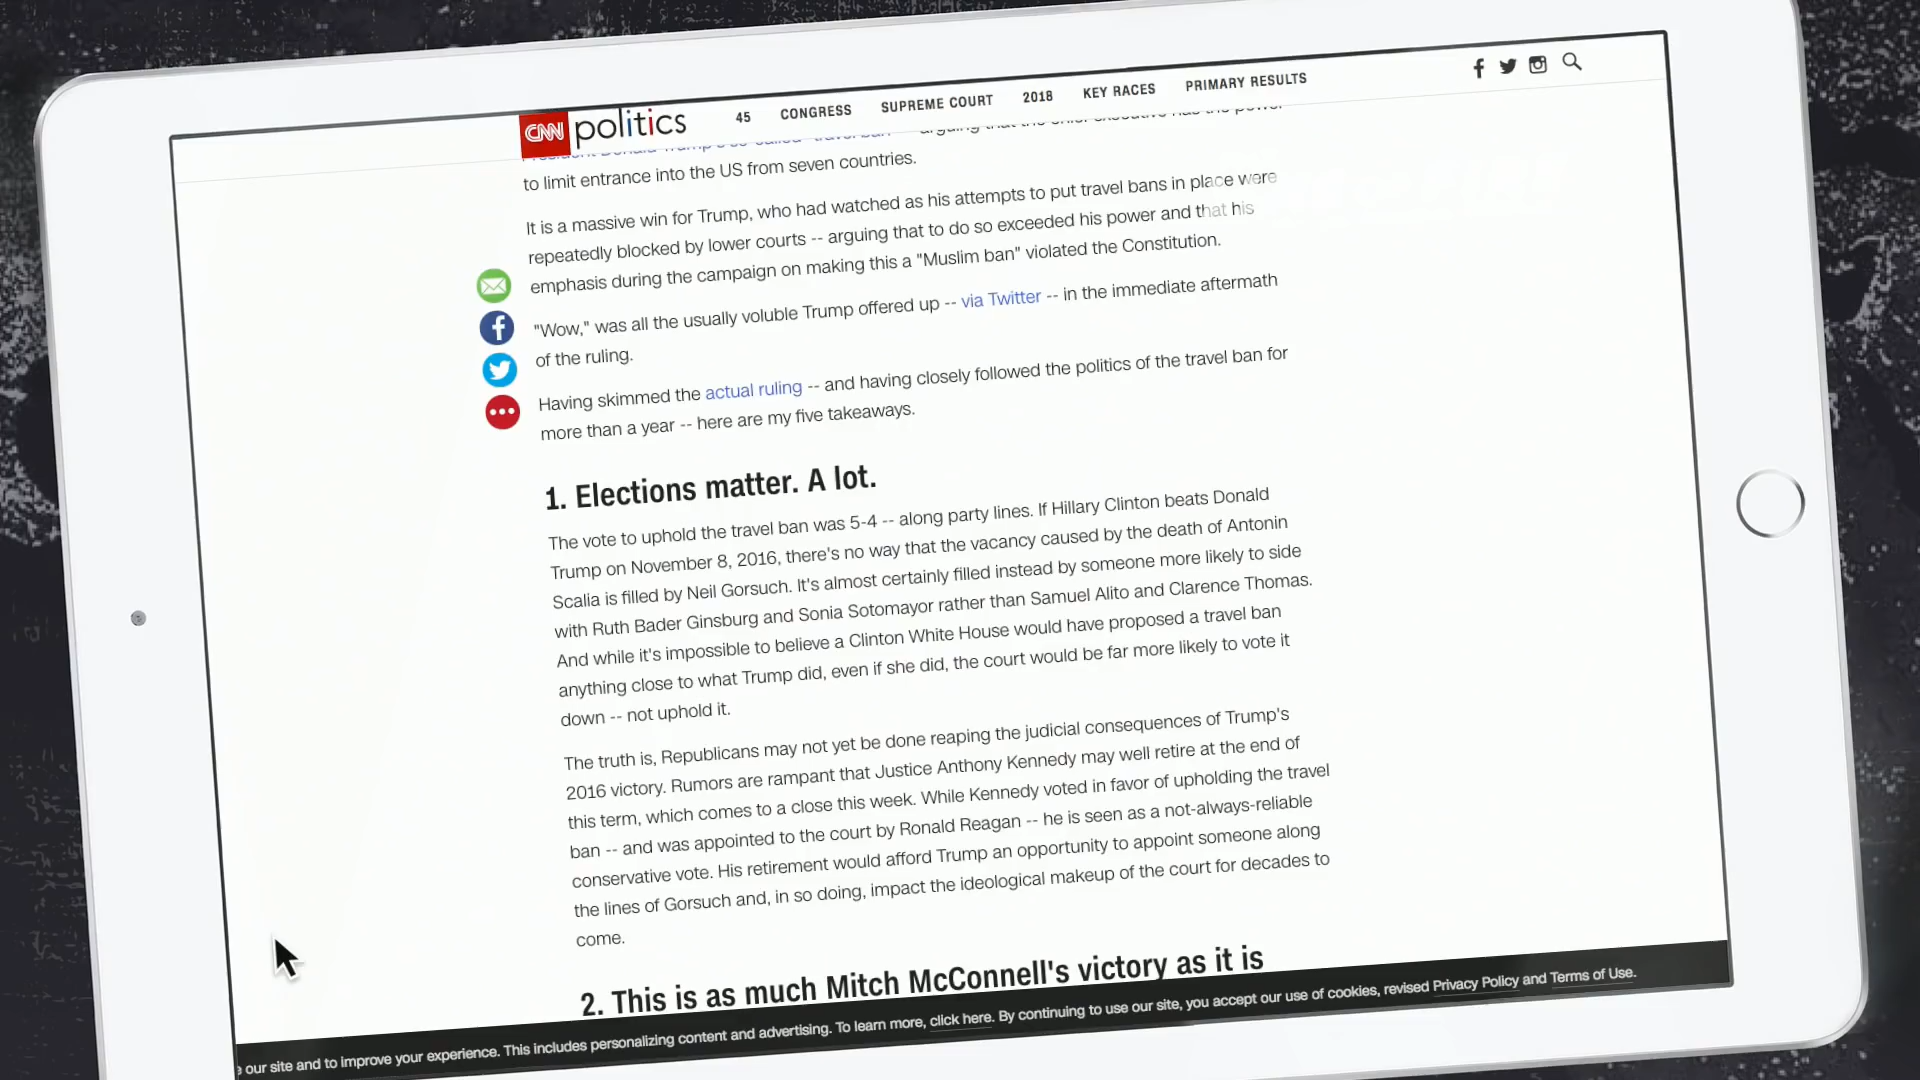 CNN politics
45 CONGRESS SUPREME COURT 2018 KEY RACES PRIMARY RESULTS
to limit entrance into the US from seven countries.
It is a massive win for Trump, who had watched as his attempts to put travel bans in place were
repeatedly blocked by lower courts -- arguing that to do so exceeded his power and that his
emphasis during the campaign on making this a "Muslim ban" violated the Constitution.
"Wow," was all the usually voluble Trump offered up -- via Twitter -- in the immediate aftermath
of the ruling.
Having skimmed the actual ruling -- and having closely followed the politics of the travel ban for
more than a year -- here are my five takeaways.
1. Elections matter. A lot.
The vote to uphold the travel ban was 5-4 -- along party lines. If Hillary Clinton beats Donald
Trump on November 8, 2016, there's no way that the vacancy caused by the death of Antonin
Scalia is filled by Neil Gorsuch. It's almost certainly filled instead by someone more likely to side
with Ruth Bader Ginsburg and Sonia Sotomayor rather than Samuel Alito and Clarence Thomas.
And while it's impossible to believe a Clinton White House would have proposed a travel ban
anything close to what Trump did, even if she did, the court would be far more likely to vote it
down -- not uphold it.
The truth is, Republicans may not yet be done reaping the judicial consequences of Trump's
2016 victory. Rumors are rampant that Justice Anthony Kennedy may well retire at the end of
this term, which comes to a close this week. While Kennedy voted in favor of upholding the travel
ban -- and was appointed to the court by Ronald Reagan -- he is seen as a not-always-reliable
conservative vote. His retirement would afford Trump an opportunity to appoint someone along
the lines of Gorsuch and, in so doing, impact the ideological makeup of the court for decades to
come.
2. This is as much Mitch McConnell's victory as it is
our site and to improve your experience. This includes personalizing content and advertising. To learn more, click here. By continuing to use our site, you accept our use of cookies, revised Privacy Policy and Terms of Use.